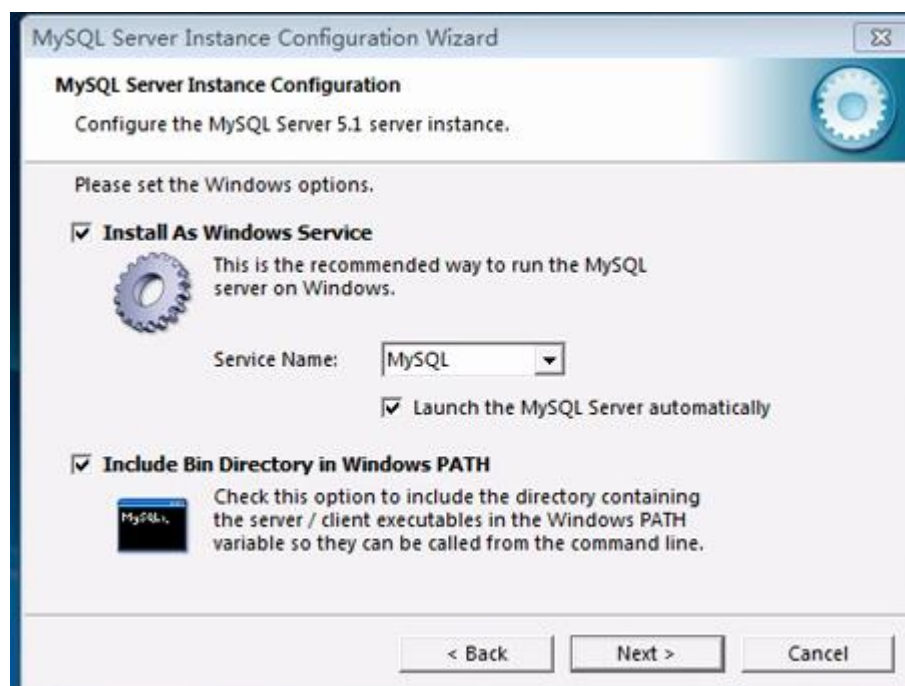 MySQL Server Instance Configuration Wizard
MySQL Server Instance Configuration
Configure the MySQL Server 5.1 server instance.
Please set the Windows options.
Install As Windows Service
This is the recommended way to run the MySQL
server on Windows.
Service Name: MySQL
Launch the MySQL Server automatically
Include Bin Directory in Windows PATH
MySQL>_
Check this option to include the directory containing
the server / client executables in the Windows PATH
variable so they can be called from the command line.
< Back Next > Cancel